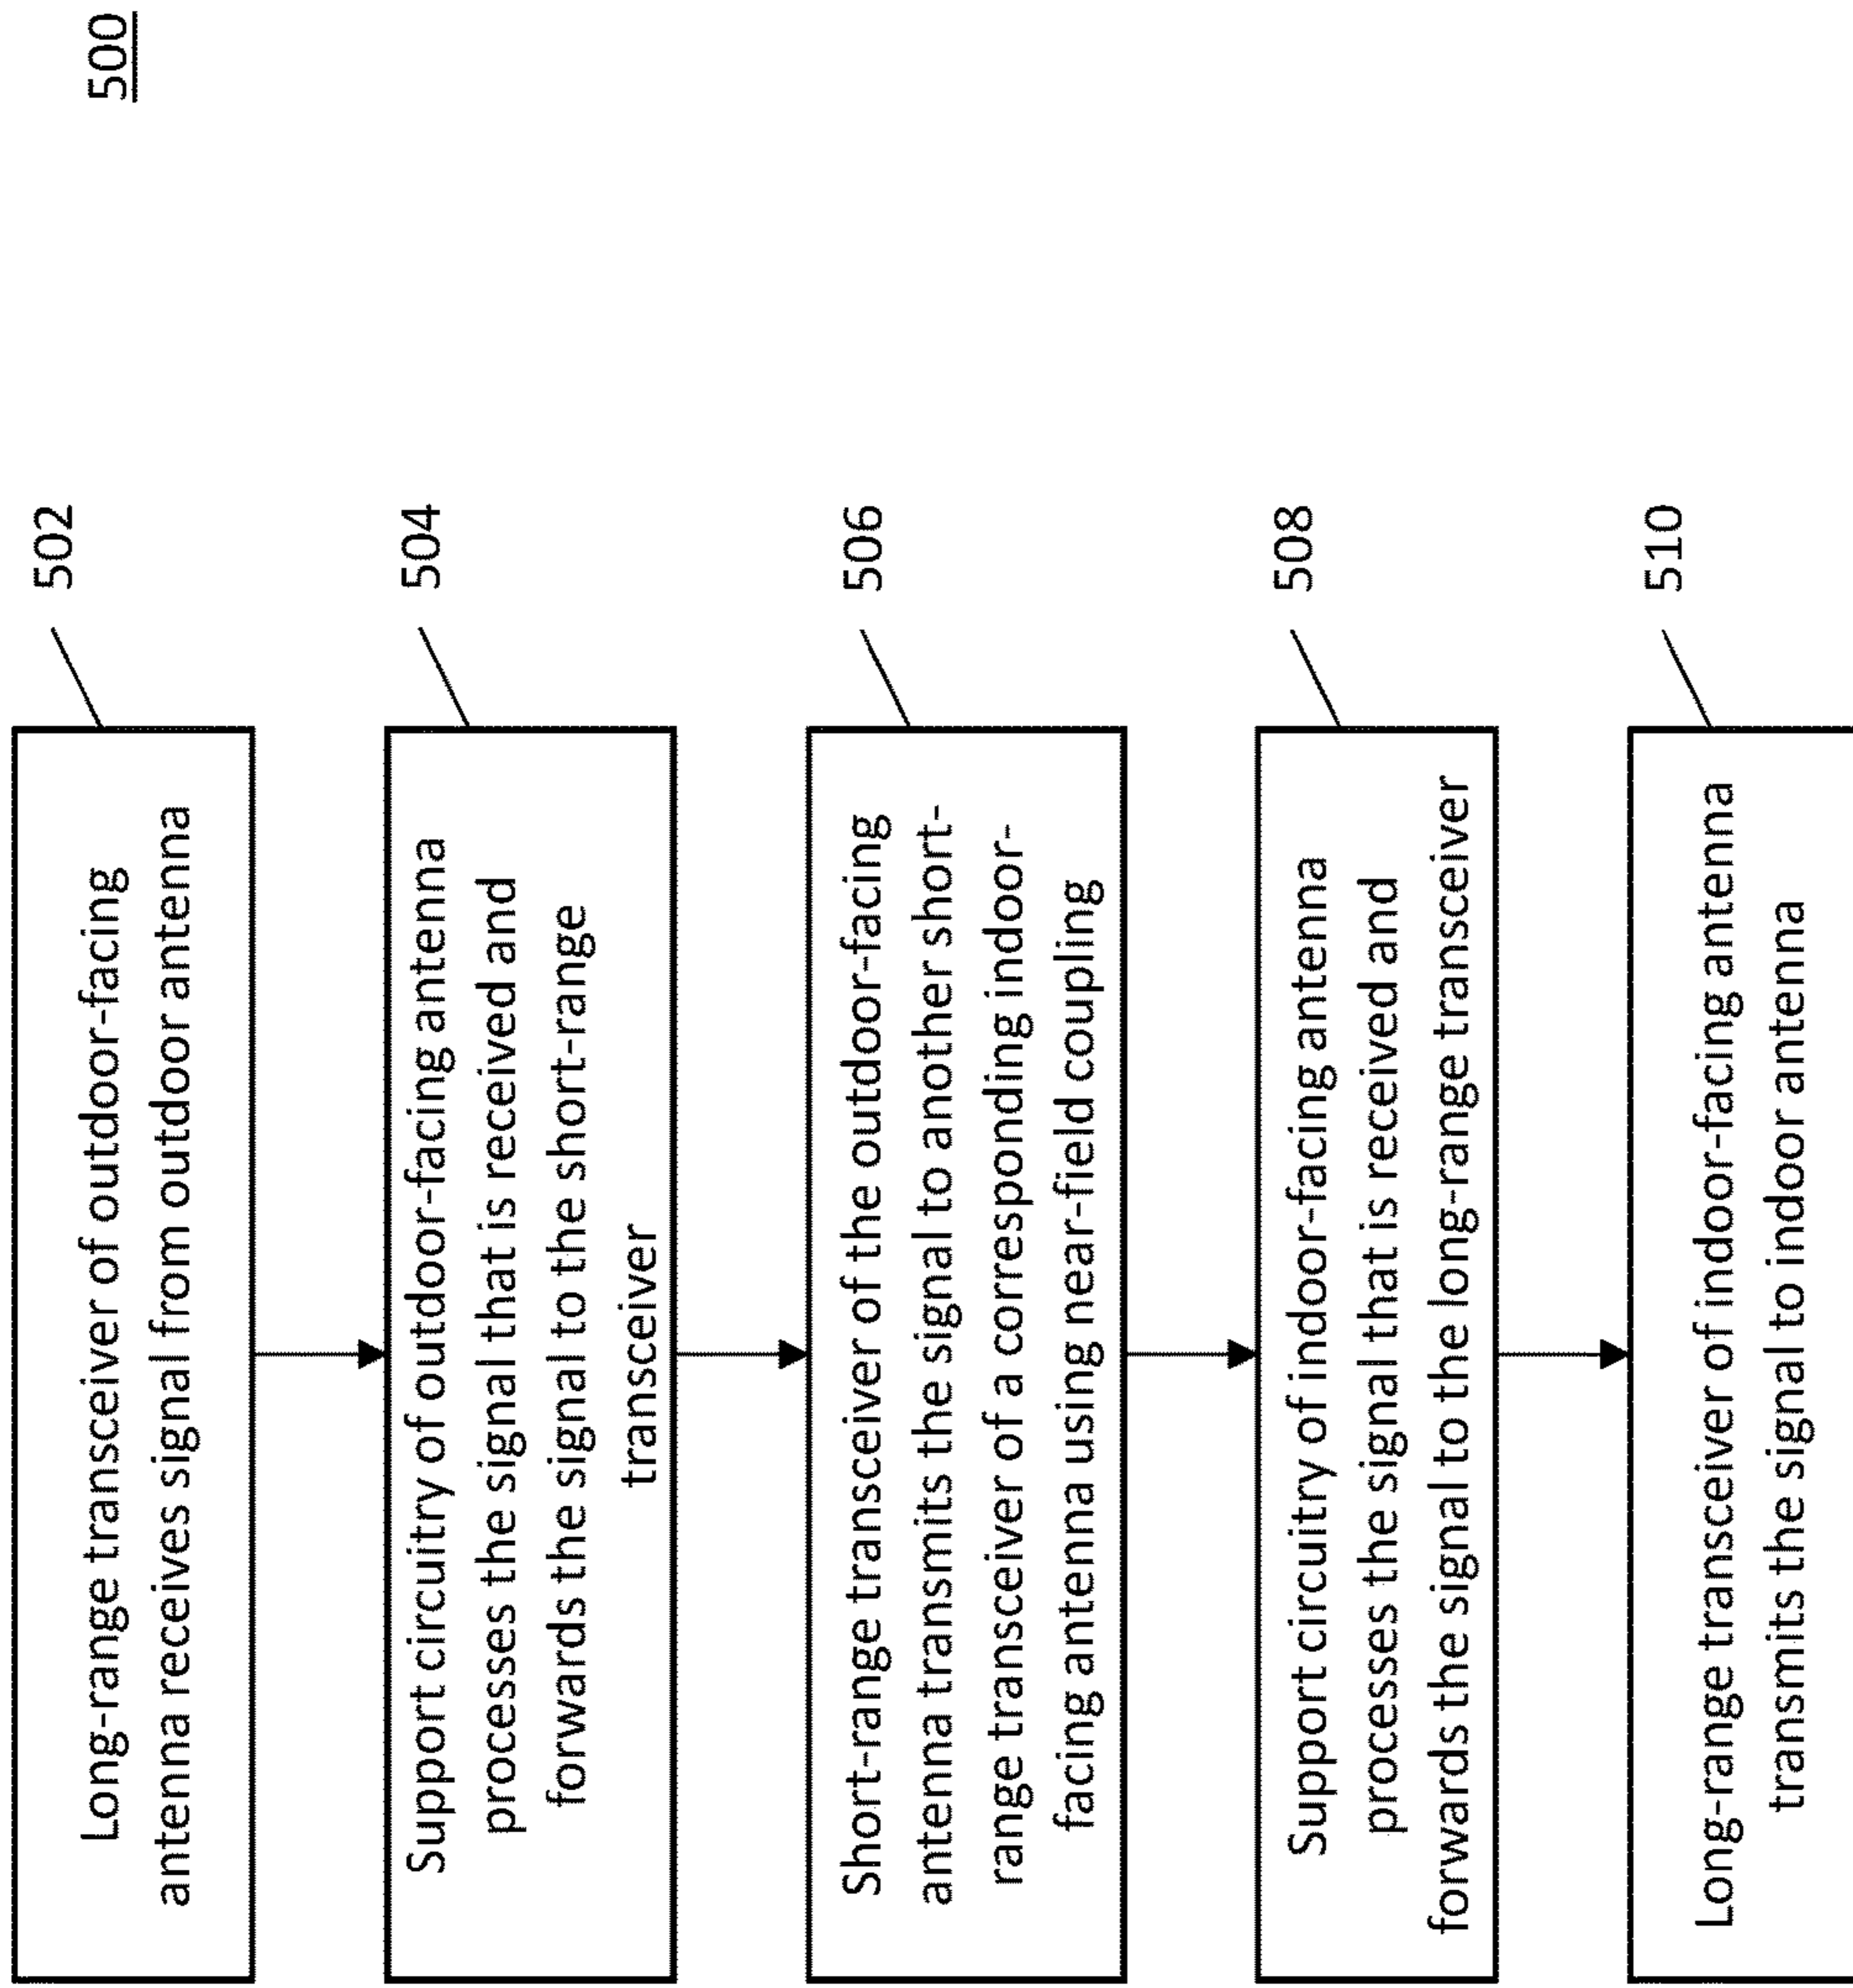 500
502
Long-range transceiver of outdoor-facing
antenna receives signal from outdoor antenna
504
Support circuitry of outdoor-facing antenna
processes the signal that is received and
forwards the signal to the short-range
transceiver
506
Short-range transceiver of the outdoor-facing
antenna transmits the signal to another short-
range transceiver of a corresponding indoor-
facing antenna using near-field coupling
508
Support circuitry of indoor-facing antenna
processes the signal that is received and
forwards the signal to the long-range transceiver
510
Long-range transceiver of indoor-facing antenna
transmits the signal to indoor antenna